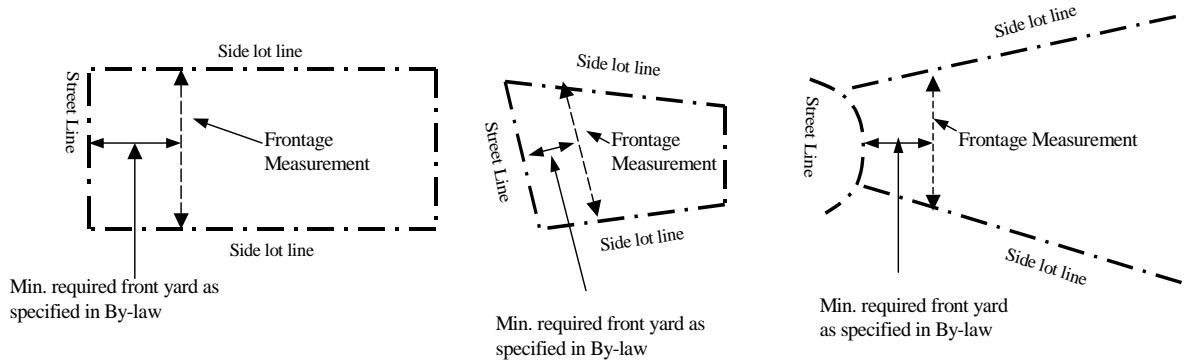 Side lot line
Street Line
Frontage
Measurement
Side lot line
Min. required front yard as
specified in By-law
Side lot line
Street Line
Frontage
Measurement
Side lot line
Min. required front yard as
specified in By-law
Side lot line
Street Line
Frontage Measurement
Side lot line
Min. required front yard
as specified in By-law